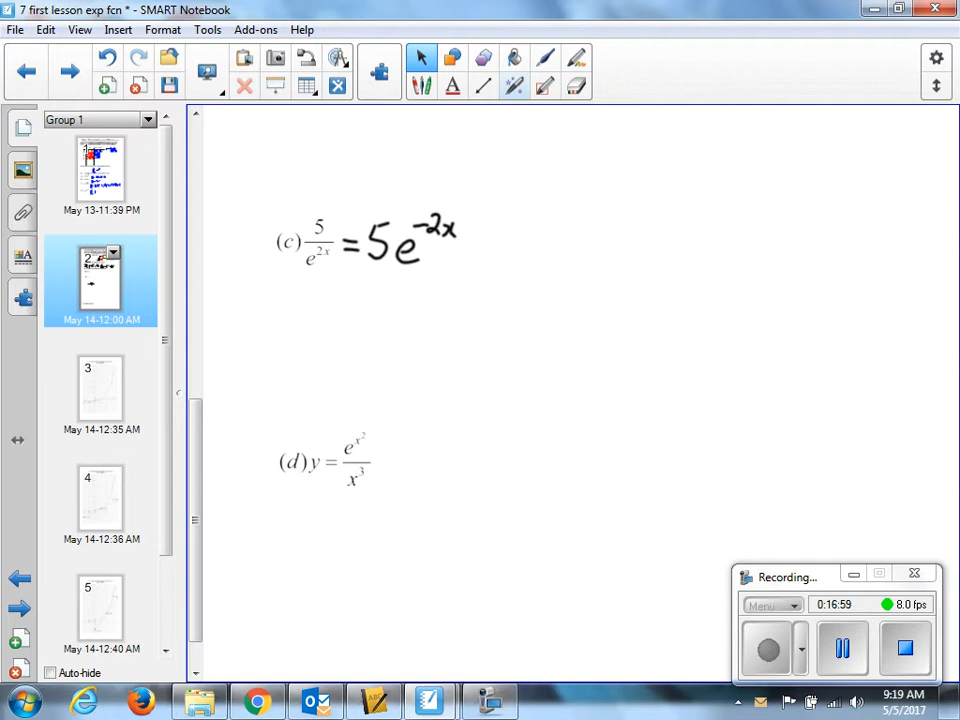 7 first lesson exp fcn * - SMART Notebook
File Edit View Insert Format Tools Add-ons Help
Group 1
1
May 13-11:39 PM
2
May 14-12:00 AM
3
May 14-12:35 AM
4
May 14-12:36 AM
5
May 14-12:40 AM
Auto-hide
(c) 5/e^{2x} = 5e^{-2x}
(d) y = e^{x^2}/x^3
Recording...
Menu 0:16:59 8.0 fps
9:19 AM
5/5/2017